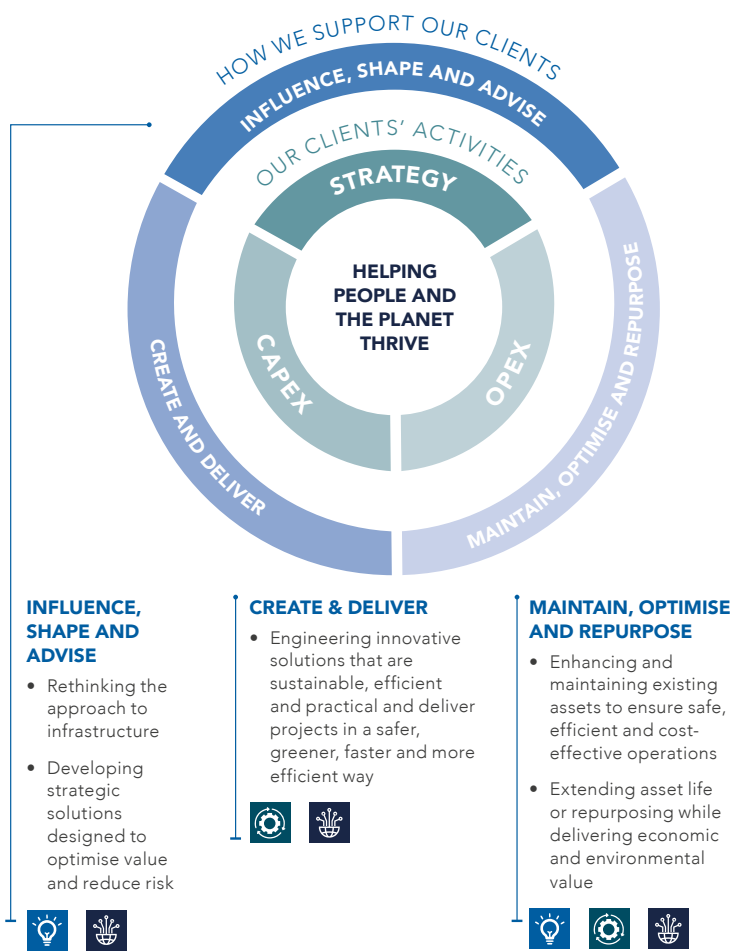 HOW WE SUPPORT OUR CLIENTS
INFLUENCE, SHAPE AND ADVISE
OUR CLIENTS' ACTIVITIES
STRATEGY
HELPING
PEOPLE AND
THE PLANET
THRIVE
CAPEX
OPEX
CREATE AND DELIVER
MAINTAIN, OPTIMISE AND REPURPOSE
INFLUENCE,
SHAPE AND
ADVISE
• Rethinking the
approach to
infrastructure
• Developing
strategic
solutions
designed to
optimise value
and reduce risk
CREATE & DELIVER
• Engineering innovative
solutions that are
sustainable, efficient
and practical and deliver
projects in a safer,
greener, faster and more
efficient way
MAINTAIN, OPTIMISE
AND REPURPOSE
• Enhancing and
maintaining existing
assets to ensure safe,
efficient and cost-
effective operations
• Extending asset life
or repurposing while
delivering economic
and environmental
value